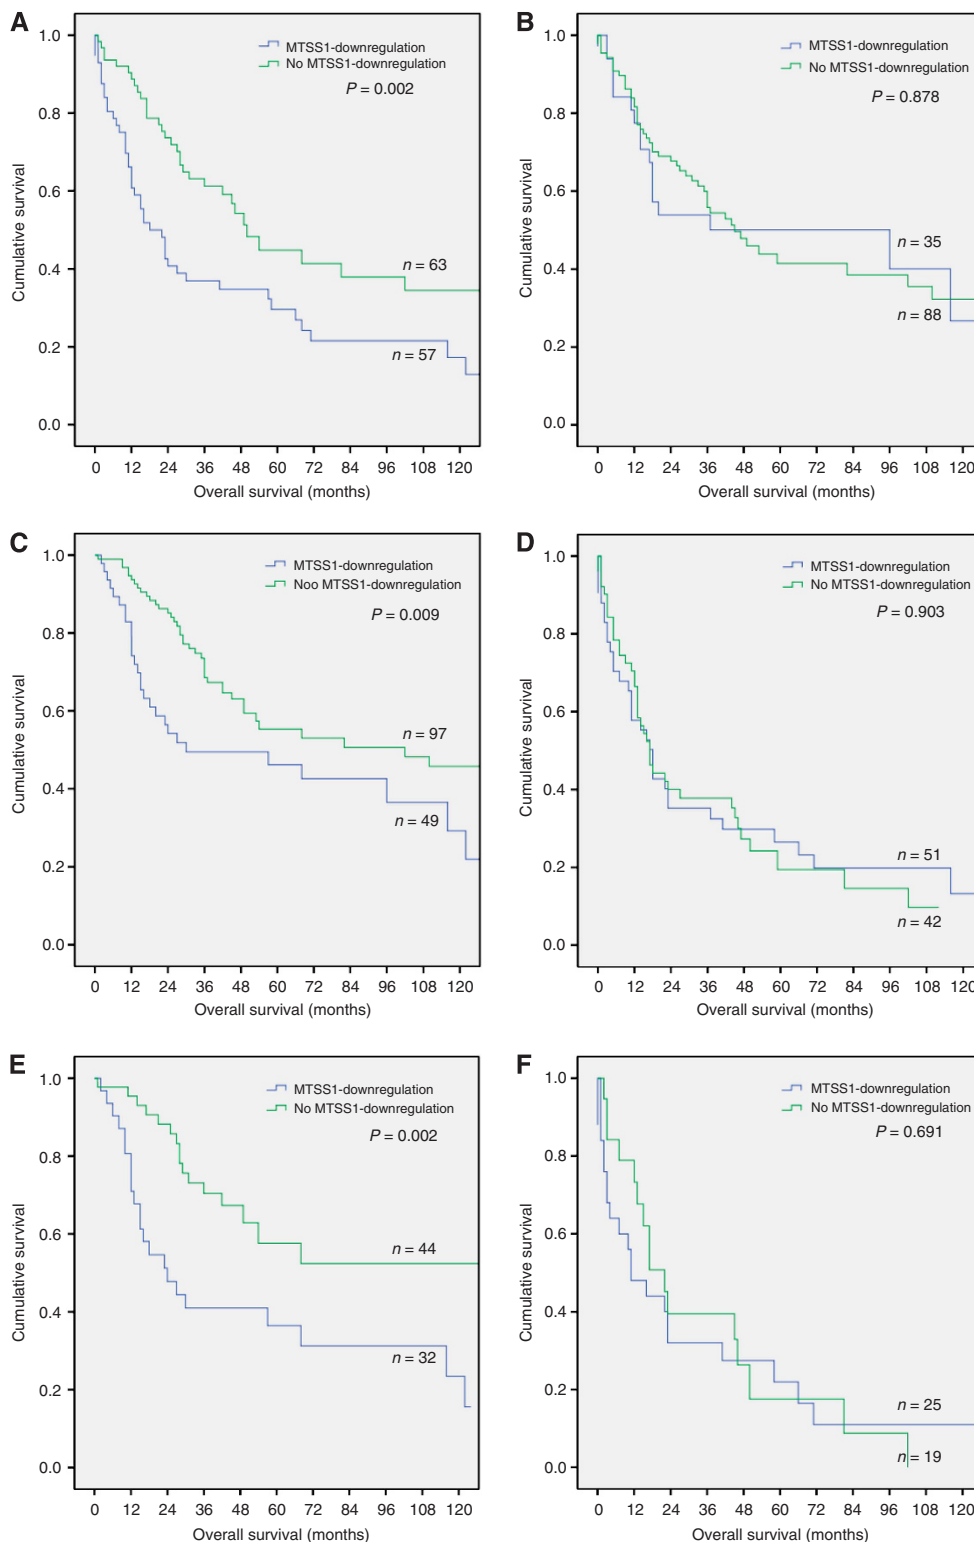 A
MTSS1-downregulation
No MTSS1-downregulation
P = 0.002
1.0
0.8
0.6
0.4
0.2
0.0
Cumulative survival
n = 63
n = 57
0 12 24 36 48 60 72 84 96 108 120
Overall survival (months)
B
MTSS1-downregulation
No MTSS1-downregulation
P = 0.878
1.0
0.8
0.6
0.4
0.2
0.0
Cumulative survival
n = 35
n = 88
0 12 24 36 48 60 72 84 96 108 120
Overall survival (months)
C
MTSS1-downregulation
Noo MTSS1-downregulation
P = 0.009
1.0
0.8
0.6
0.4
0.2
0.0
Cumulative survival
n = 97
n = 49
0 12 24 36 48 60 72 84 96 108 120
Overall survival (months)
D
MTSS1-downregulation
No MTSS1-downregulation
P = 0.903
1.0
0.8
0.6
0.4
0.2
0.0
Cumulative survival
n = 51
n = 42
0 12 24 36 48 60 72 84 96 108 120
Overall survival (months)
E
MTSS1-downregulation
No MTSS1-downregulation
P = 0.002
1.0
0.8
0.6
0.4
0.2
0.0
Cumulative survival
n = 44
n = 32
0 12 24 36 48 60 72 84 96 108 120
Overall survival (months)
F
MTSS1-downregulation
No MTSS1-downregulation
P = 0.691
1.0
0.8
0.6
0.4
0.2
0.0
Cumulative survival
n = 25
n = 19
0 12 24 36 48 60 72 84 96 108 120
Overall survival (months)